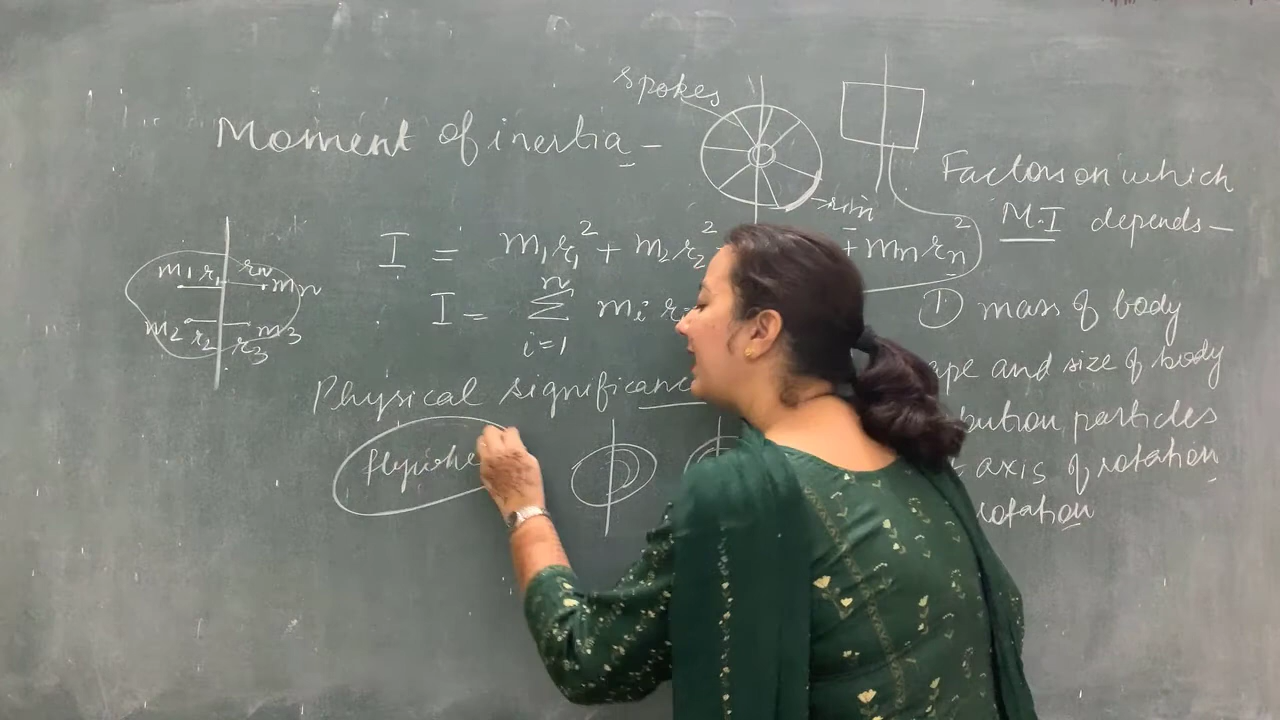 spokes
Moment of inertia –
rim
Factors on which
M.I depends –
I = m₁r₁² + m₂r₂² + mₙrₙ²
I = n∑i=1 mᵢ r
m₁ r₁ rₙ mₙ
m₂ r₂ r₃ m₃
① mass of body
ape and size of body
bution particles
axis of rotation
rotation
Physical significance
flywhe